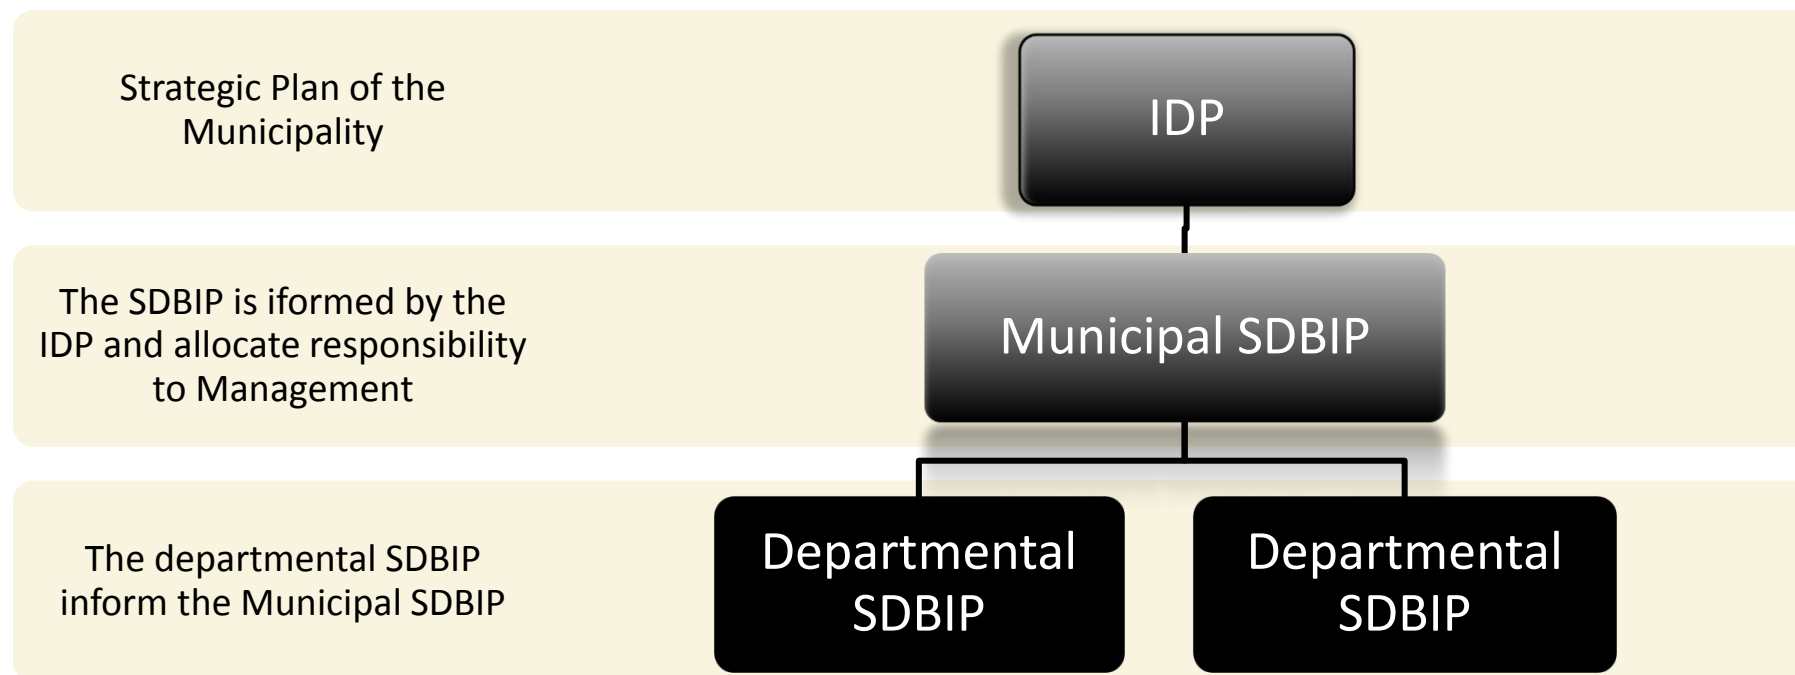 Strategic Plan of the
Municipality
IDP
The SDBIP is iformed by the
IDP and allocate responsibility
to Management
Municipal SDBIP
The departmental SDBIP
inform the Municipal SDBIP
Departmental
SDBIP
Departmental
SDBIP